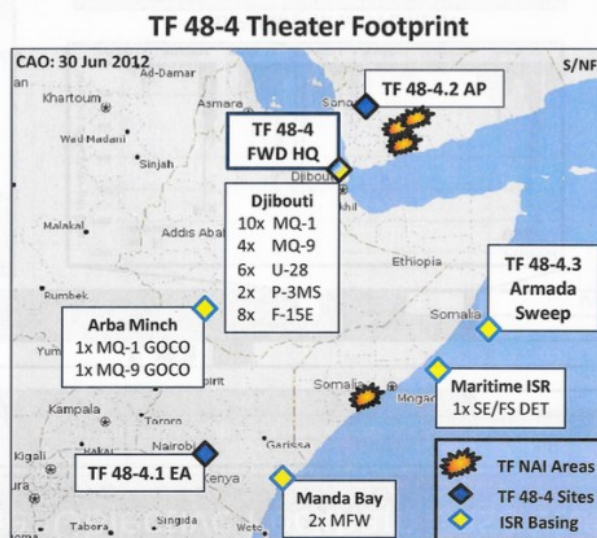 TF 48-4 Theater Footprint
CAO: 30 Jun 2012
S/NF
Ad-Damar
Khartoum
Asmara
Sana
TF 48-4.2 AP
Wad Madani
Sinjah
TF 48-4
FWD HQ
Djibouti
10x MQ-1
4x MQ-9
6x U-28
2x P-3MS
8x F-15E
Malakal
Addis Abab
Ethiopia
TF 48-4.3
Armada
Sweep
Rumbek
Somalia
Arba Minch
1x MQ-1 GOCO
1x MQ-9 GOCO
Somalia
Mogad
Maritime ISR
1x SE/FS DET
Kampala
Tororo
Nairobi
Garissa
TF 48-4.1 EA
Kenya
Kigali
Manda Bay
2x MFW
Tabora
Singida
TF NAI Areas
TF 48-4 Sites
ISR Basing